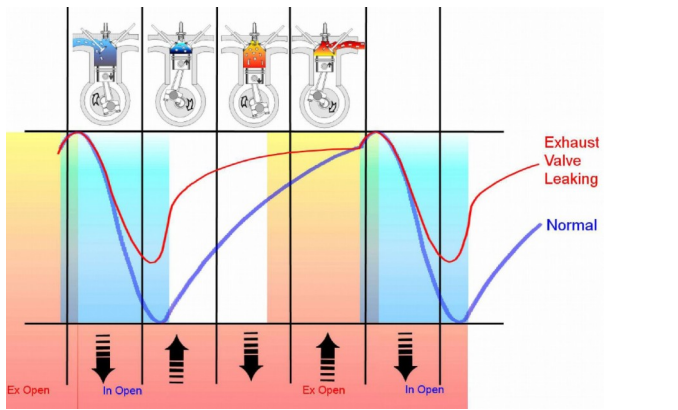 Exhaust
Valve
Leaking
Normal
Ex Open
In Open
Ex Open
In Open